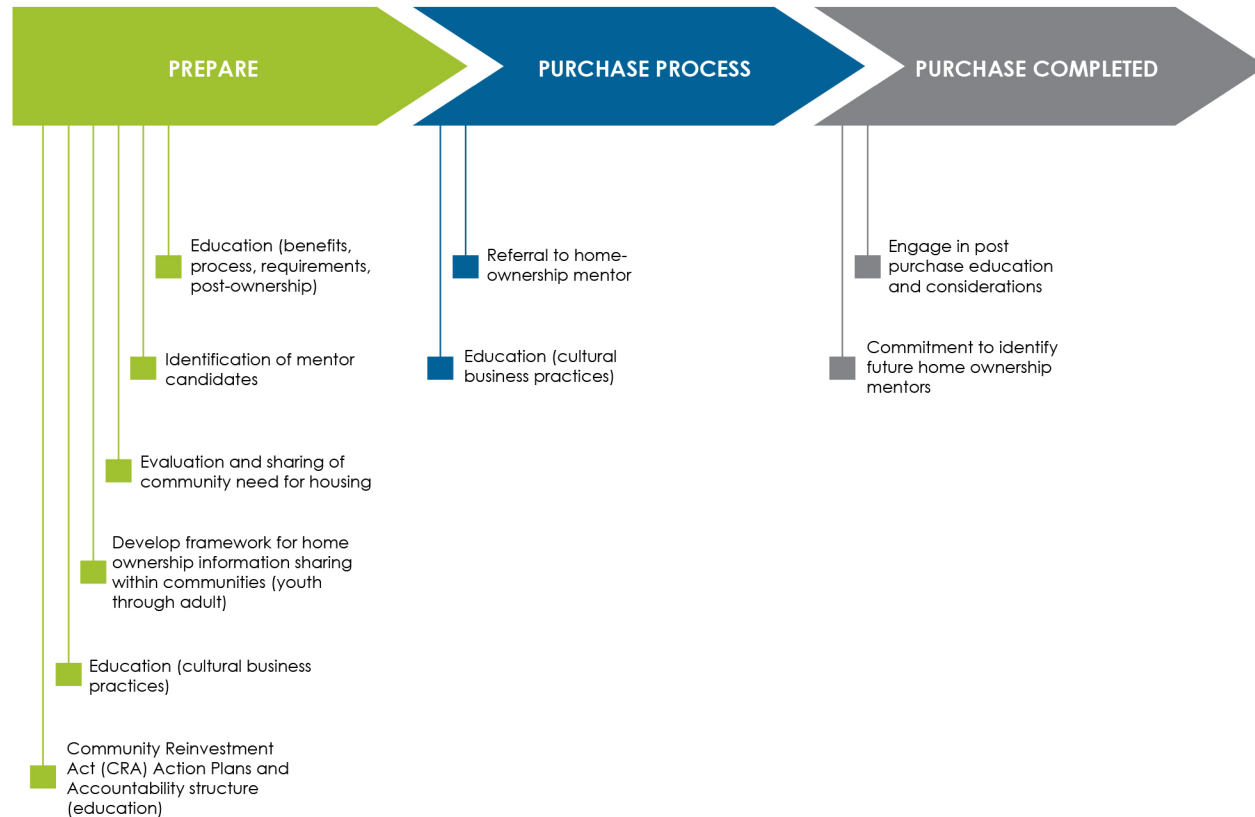 PREPARE
PURCHASE PROCESS
PURCHASE COMPLETED
Education (benefits,
process, requirements,
post-ownership)
Identification of mentor
candidates
Evaluation and sharing of
community need for housing
Develop framework for home
ownership information sharing
within communities (youth
through adult)
Education (cultural business
practices)
Community Reinvestment
Act (CRA) Action Plans and
Accountability structure
(education)
Referral to home-
ownership mentor
Education (cultural
business practices)
Engage in post
purchase education
and considerations
Commitment to identify
future home ownership
mentors